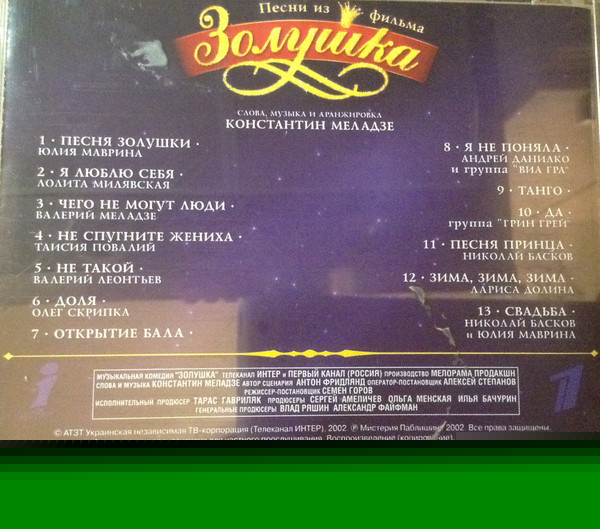 Песни из фильма
Золушка
СЛОВА, МУЗЫКА И АРАНЖИРОВКА
КОНСТАНТИН МЕЛАДЗЕ
1 · ПЕСНЯ ЗОЛУШКИ ·
ЮЛИЯ МАВРИНА
2 · Я ЛЮБЛЮ СЕБЯ ·
ЛОЛИТА МИЛЯВСКАЯ
3 · ЧЕГО НЕ МОГУТ ЛЮДИ ·
ВАЛЕРИЙ МЕЛАДЗЕ
4 · НЕ СПУГНИТЕ ЖЕНИХА ·
ТАИСИЯ ПОВАЛИЙ
5 · НЕ ТАКОЙ ·
ВАЛЕРИЙ ЛЕОНТЬЕВ
6 · ДОЛЯ ·
ОЛЕГ СКРИПКА
7 · ОТКРЫТИЕ БАЛА ·
8 · Я НЕ ПОНЯЛА ·
АНДРЕЙ ДАНИЛКО
И ГРУППА "ВИА ГРА"
9 · ТАНГО ·
10 · ДА ·
ГРУППА "ГРИН ГРЕЙ"
11 · ПЕСНЯ ПРИНЦА ·
НИКОЛАЙ БАСКОВ
12 · ЗИМА, ЗИМА, ЗИМА ·
ЛАРИСА ДОЛИНА
13 · СВАДЬБА ·
НИКОЛАЙ БАСКОВ
И ЮЛИЯ МАВРИНА
МУЗЫКАЛЬНАЯ КОМЕДИЯ "ЗОЛУШКА" ТЕЛЕКАНАЛ ИНТЕР И ПЕРВЫЙ КАНАЛ (РОССИЯ) ПРОИЗВОДСТВО МЕЛОРАМА ПРОДАКШН
СЛОВА И МУЗЫКА КОНСТАНТИН МЕЛАДЗЕ АВТОР СЦЕНАРИЯ АНТОН ФРИДЛЯНД ОПЕРАТОР-ПОСТАНОВЩИК АЛЕКСЕЙ СТЕПАНОВ
РЕЖИССЕР-ПОСТАНОВЩИК СЕМЕН ГОРОВ
ИСПОЛНИТЕЛЬНЫЙ ПРОДЮСЕР ТАРАС ГАВРИЛЯК ПРОДЮСЕРЫ СЕРГЕЙ АМЕЛИЧЕВ ОЛЬГА МЕНСКАЯ ИЛЬЯ БАЧУРИН
ГЕНЕРАЛЬНЫЕ ПРОДЮСЕРЫ ВЛАД РЯШИН АЛЕКСАНДР ФАЙФМАН
© АТЗТ Украинская независимая ТВ-корпорация (Телеканал ИНТЕР), 2002. ℗ Мистерия Паблишинг 2002. Все права защищены.
частного прослушивания. Воспроизведение (копирование),